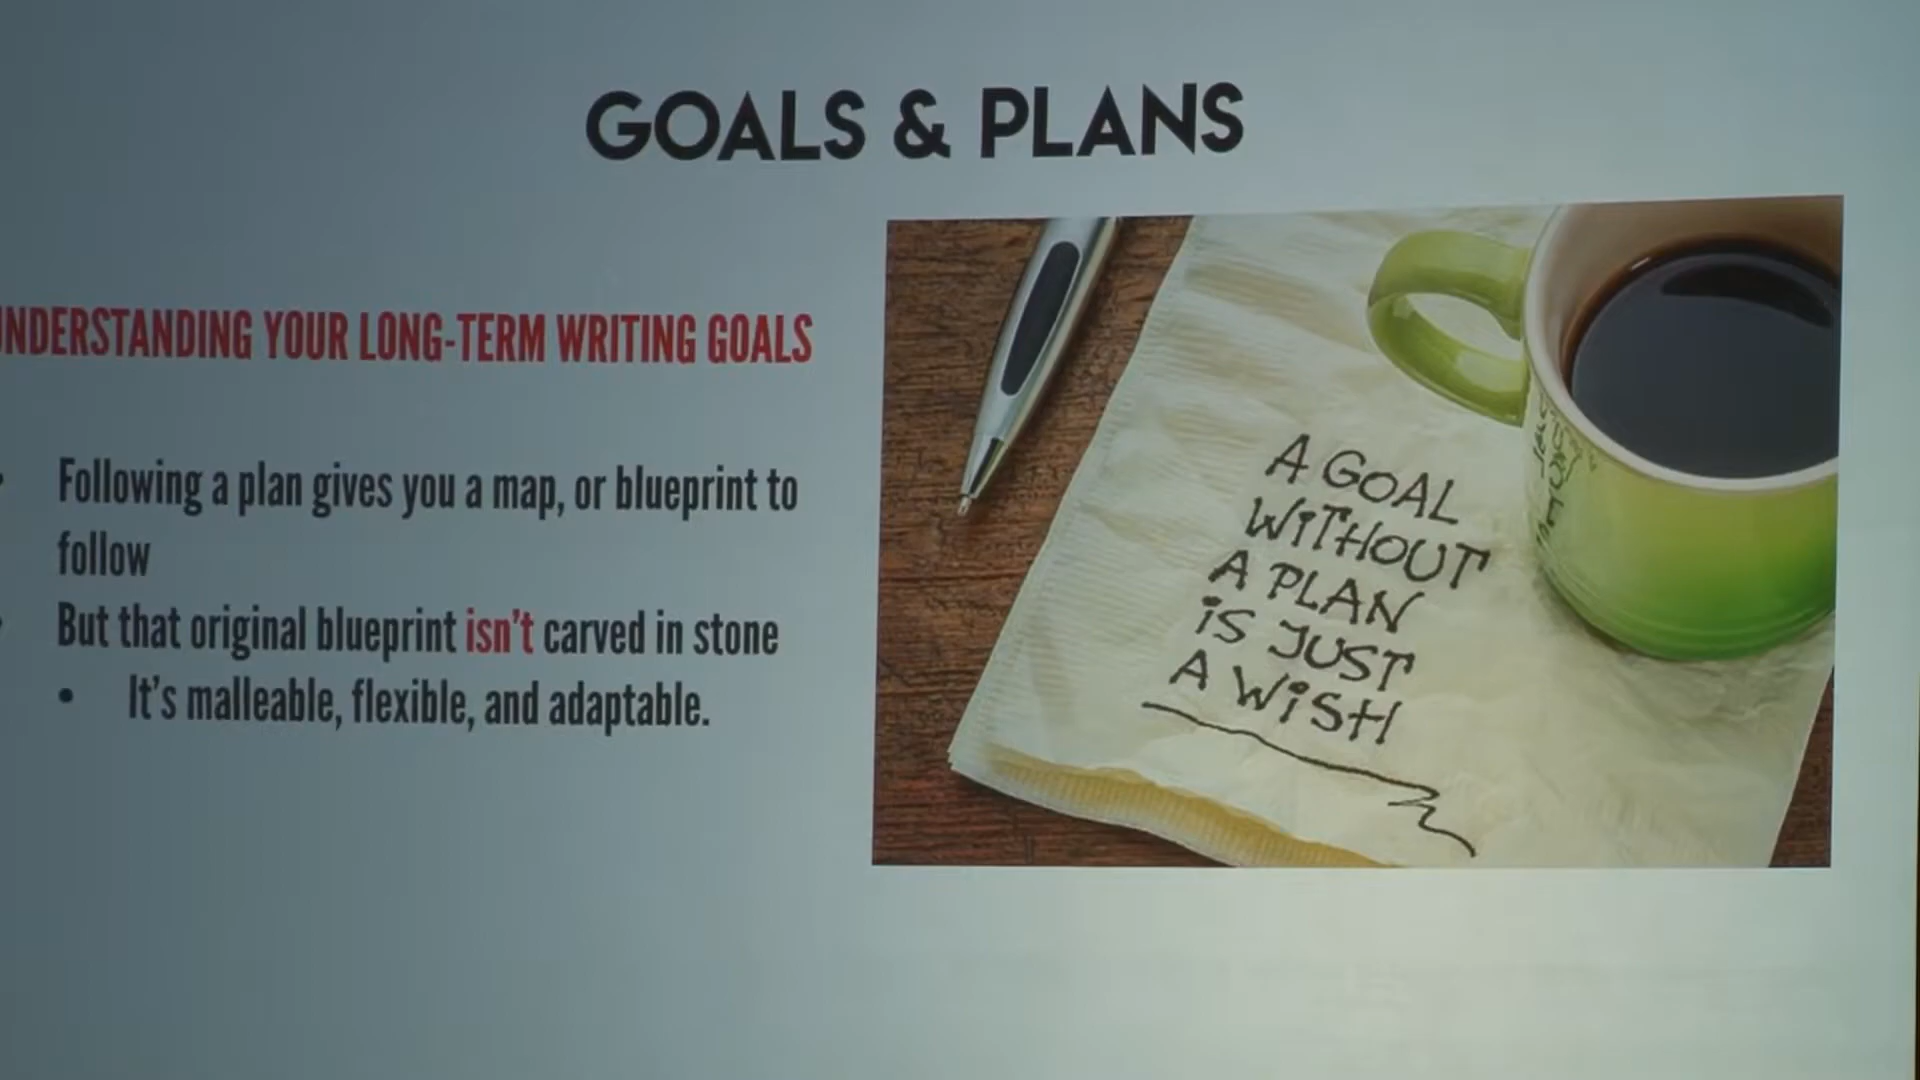 GOALS & PLANS
UNDERSTANDING YOUR LONG-TERM WRITING GOALS
• Following a plan gives you a map, or blueprint to
follow
• But that original blueprint isn't carved in stone
• It's malleable, flexible, and adaptable.
A GOAL
WITHOUT
A PLAN
IS JUST
A WISH